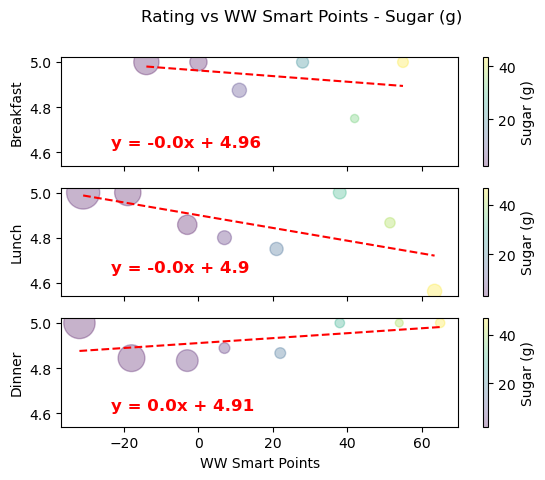 Rating vs WW Smart Points - Sugar (g)
5.0
4.8
4.6
Breakfast
y = -0.0x + 4.96
40
20
Sugar (g)
5.0
4.8
4.6
Lunch
y = -0.0x + 4.9
40
20
Sugar (g)
5.0
4.8
4.6
Dinner
y = 0.0x + 4.91
40
20
Sugar (g)
−20 0 20 40 60
WW Smart Points